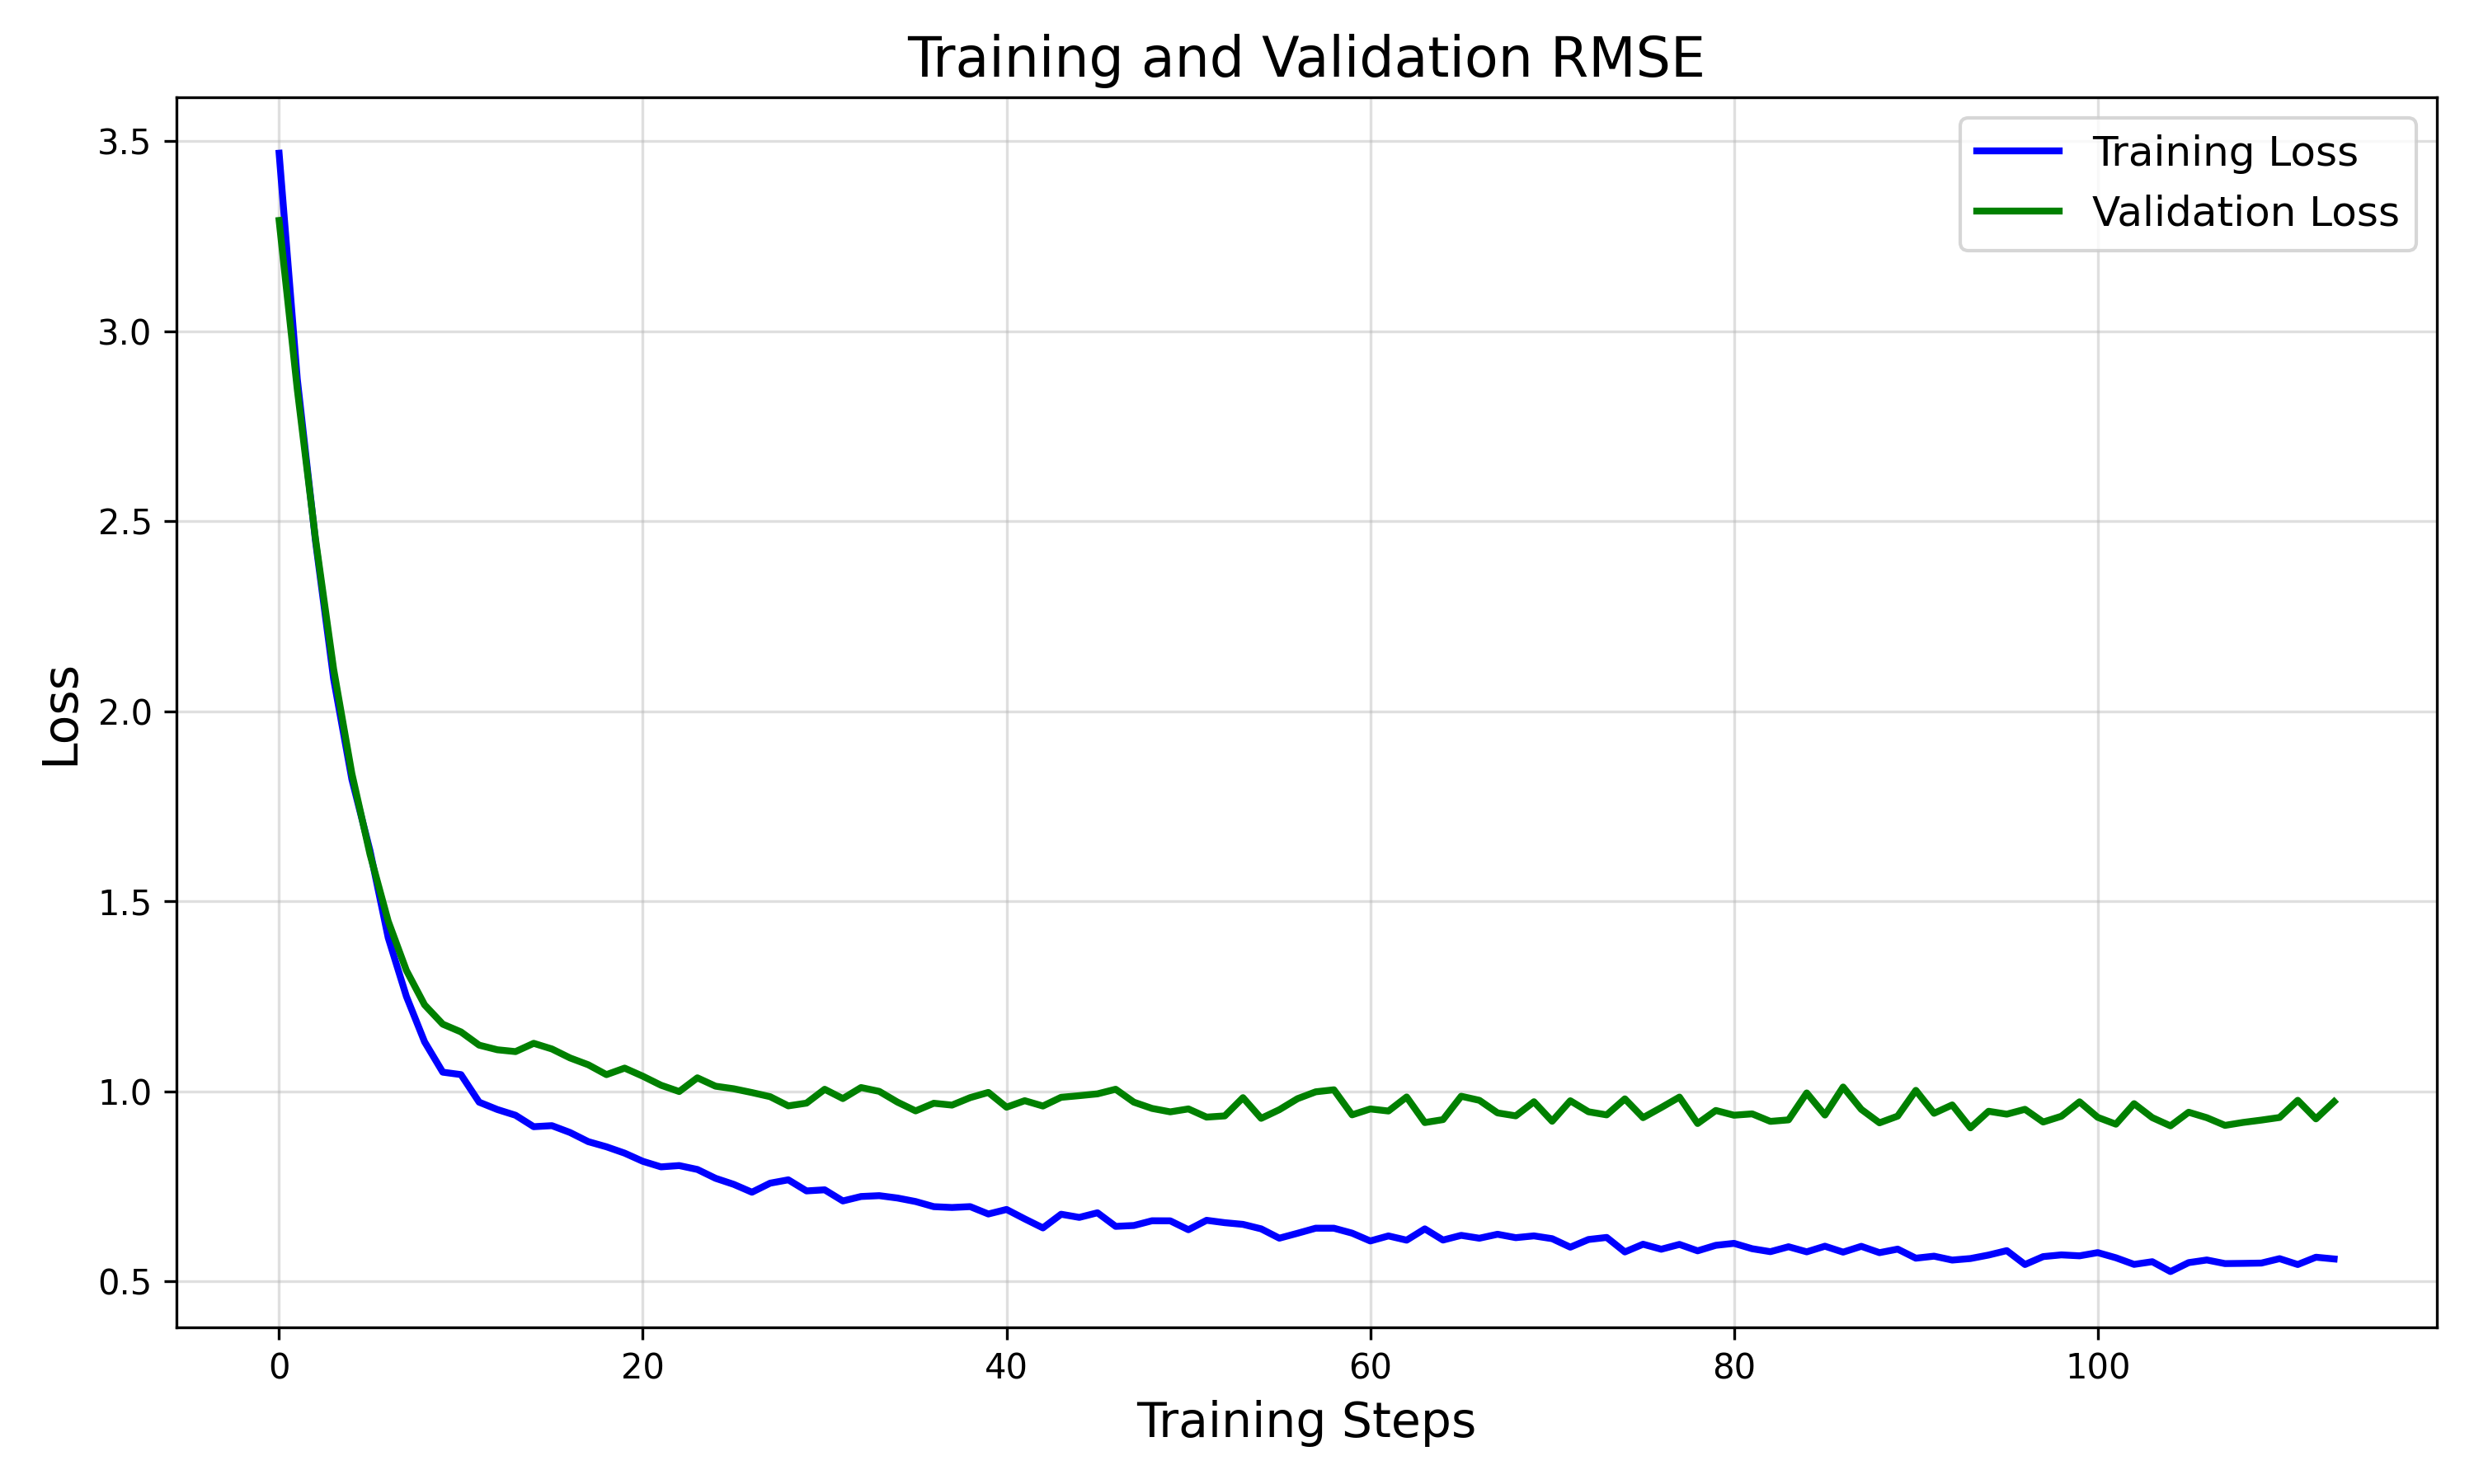 Training and Validation RMSE
Training Loss
Validation Loss
3.5
3.0
2.5
2.0
1.5
1.0
0.5
Loss
0 20 40 60 80 100
Training Steps